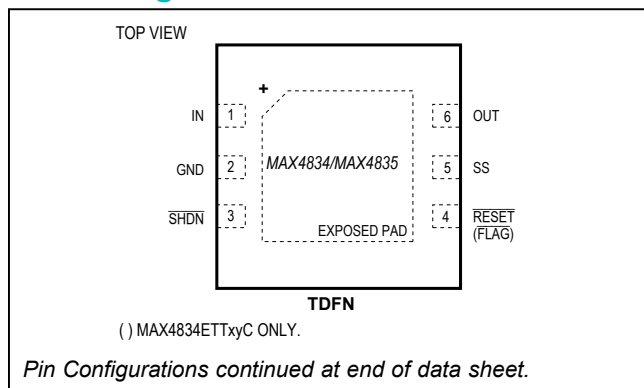 TOP VIEW
+
IN 1 6 OUT
GND 2 MAX4834/MAX4835 5 SS
SHDN 3 4 RESET
(FLAG)
EXPOSED PAD
TDFN
( ) MAX4834ETTxyC ONLY.
Pin Configurations continued at end of data sheet.